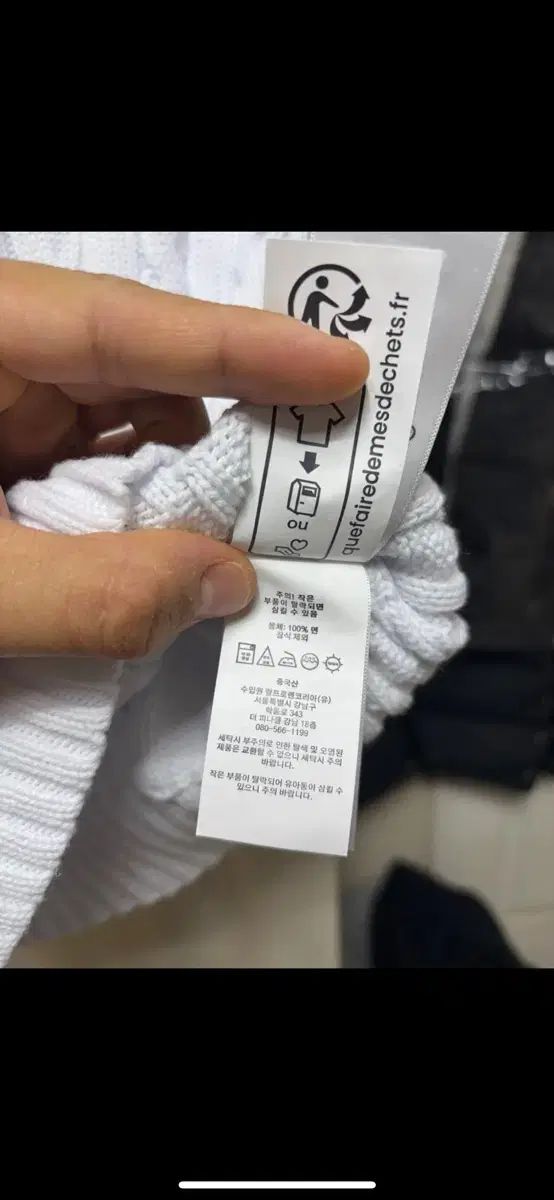 quefairedemesdechets.fr
OU
주의! 작은
부품이 탈락되면
삼킬 수 있음
몸체: 100% 면
장식 제외
중국산
수입원 랄프로렌코리아(유)
서울특별시 강남구
학동로 343
더 피나클 강남 18층
080-566-1199
세탁시 부주의로 인한 탈색 및 오염된
제품은 교환될 수 없으니 세탁시 주의
바랍니다.
작은 부품이 탈락되어 유아동이 삼킬 수
있으니 주의 바랍니다.